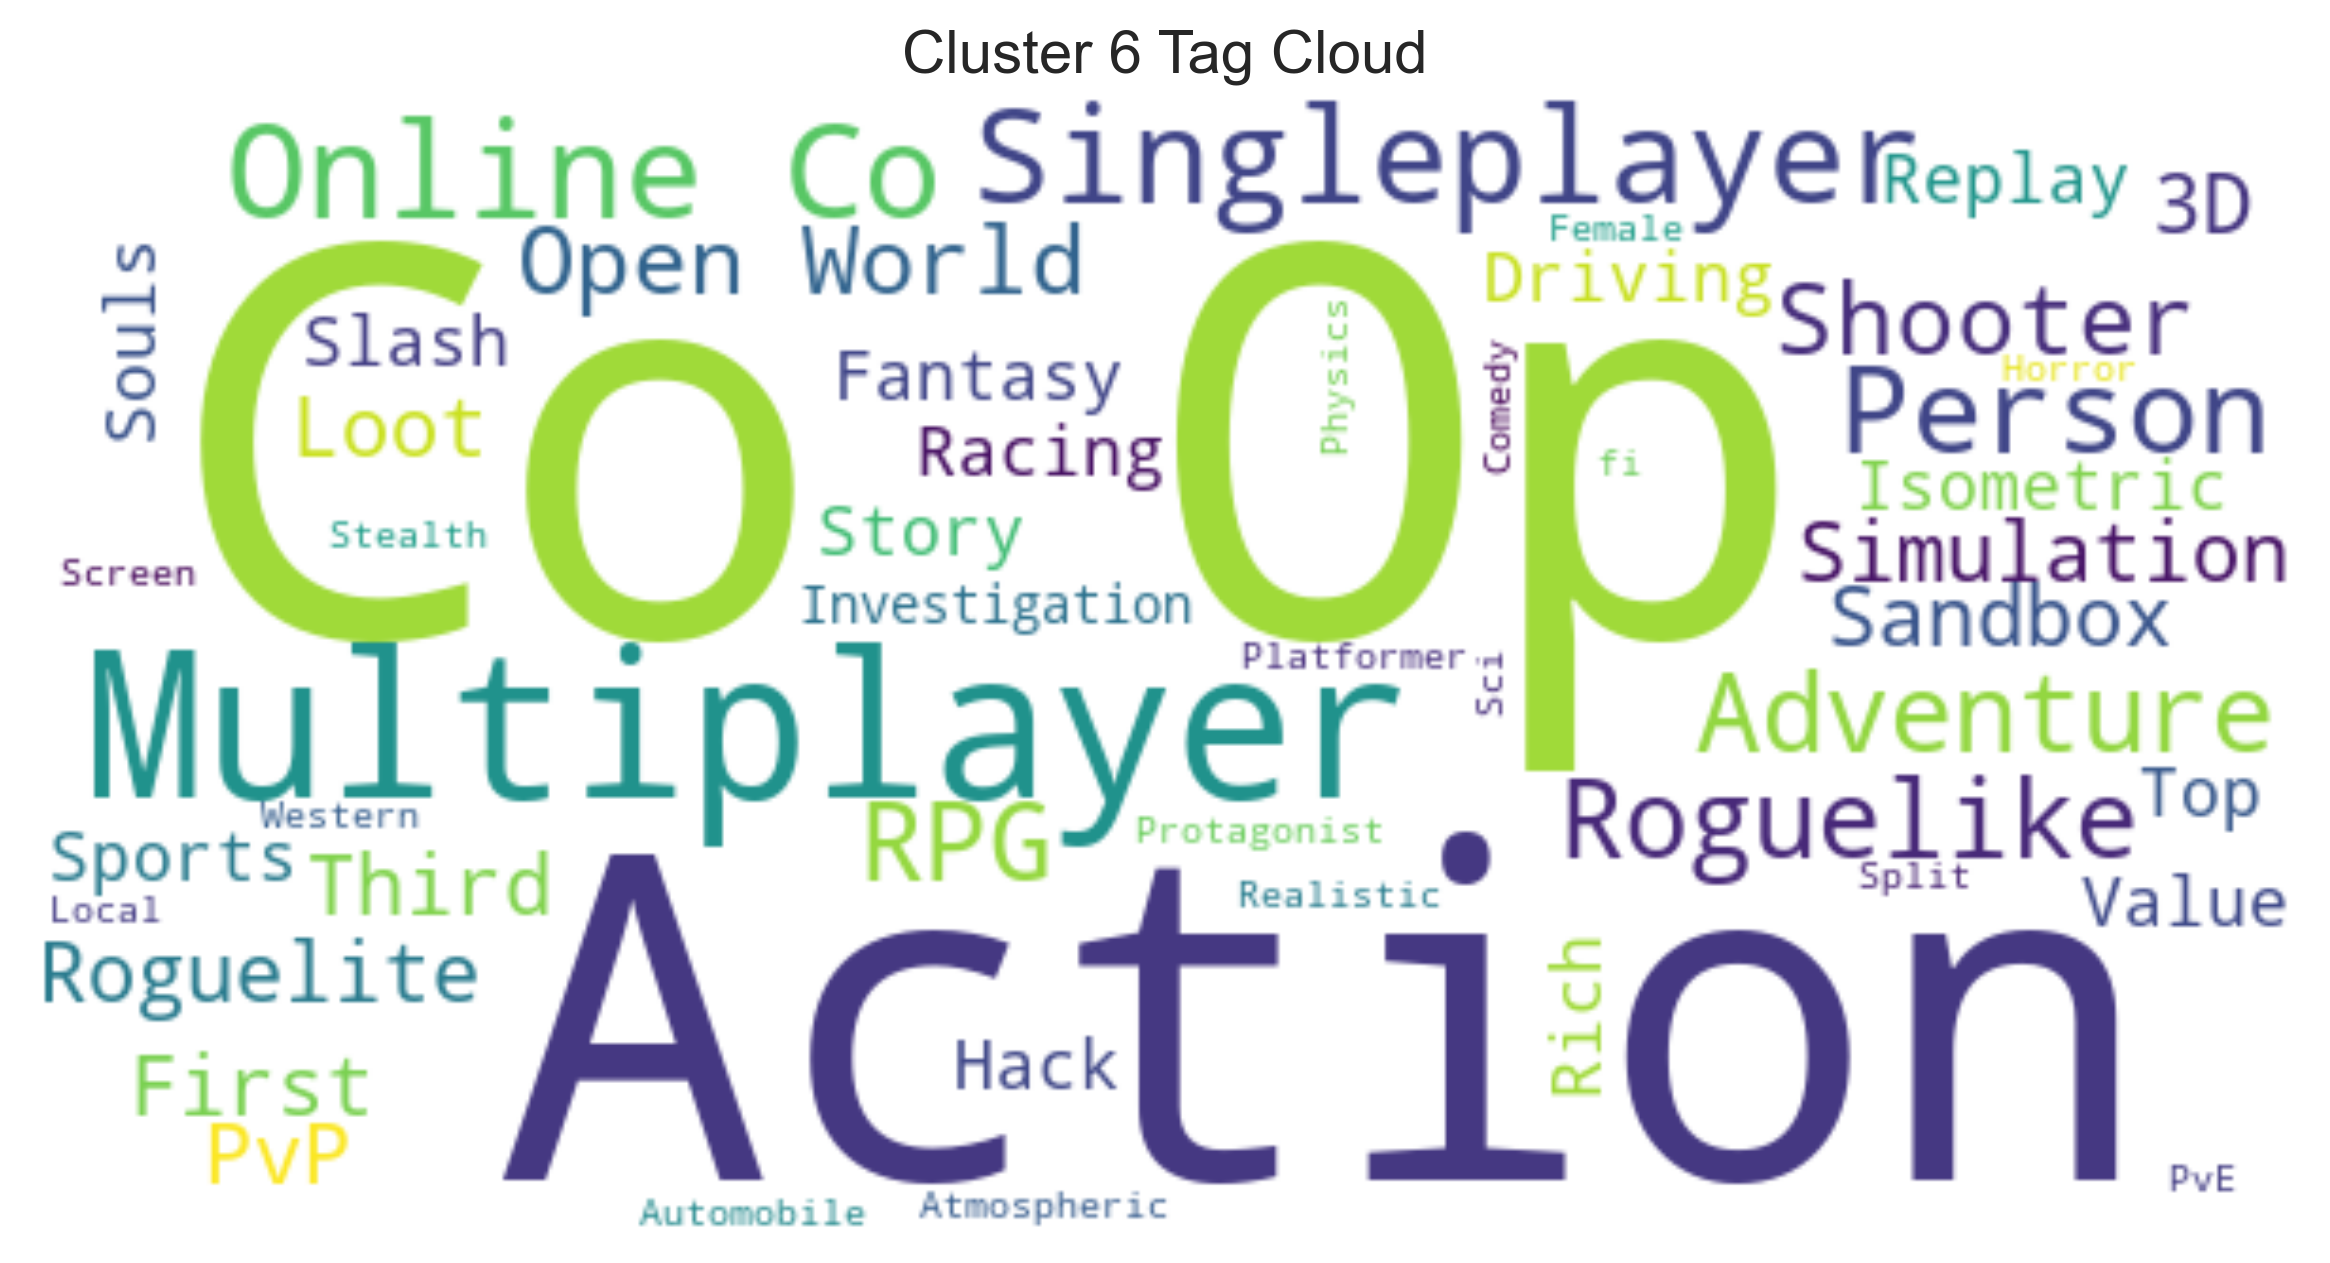 Cluster 6 Tag Cloud
Online Co
Singleplayer
Replay
3D
Female
Open World
Souls
Driving
Co Op
Slash
Shooter
Physics
Comedy
Fantasy
Horror
Person
Loot
Racing
fi
Isometric
Story
Stealth
Simulation
Screen
Investigation
Sandbox
Platformer
Sci
Multiplayer
Adventure
Western
RPG
Protagonist
Roguelike
Top
Sports
Third
Split
Local
Realistic
Value
Roguelite
Action
Rich
Hack
First
PvP
PvE
Automobile
Atmospheric